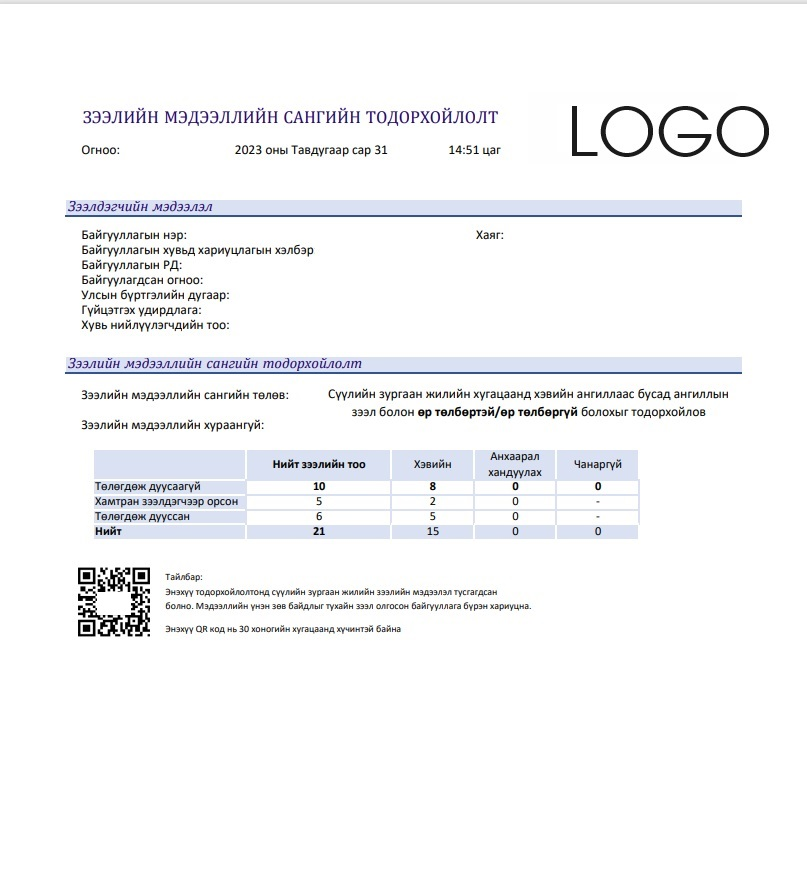 ЗЭЭЛИЙН МЭДЭЭЛЛИЙН САНГИЙН ТОДОРХОЙЛОЛТ
LOGO
Огноо: 2023 оны Тавдугаар сар 31 14:51 цаг
Зээлдэгчийн мэдээлэл
Байгууллагын нэр: Хаяг:
Байгууллагын хувьд хариуцлагын хэлбэр
Байгууллагын РД:
Байгуулагдсан огноо:
Улсын бүртгэлийн дугаар:
Гүйцэтгэх удирдлага:
Хувь нийлүүлэгчдийн тоо:
Зээлийн мэдээллийн сангийн тодорхойлолт
Зээлийн мэдээллийн сангийн төлөв: Сүүлийн зургаан жилийн хугацаанд хэвийн ангиллаас бусад ангиллын
зээл болон өр төлбөртэй/өр төлбөргүй болохыг тодорхойлов
Зээлийн мэдээллийн хураангуй:
Нийт зээлийн тоо Хэвийн Анхаарал хандуулах Чанаргүй
Төлөгдөж дуусаагүй 10 8 0 0
Хамтран зээлдэгчээр орсон 5 2 0 -
Төлөгдөж дууссан 6 5 0 -
Нийт 21 15 0 0
Тайлбар:
Энэхүү тодорхойлолтонд сүүлийн зургаан жилийн зээлийн мэдээлэл тусгагдсан
болно. Мэдээллийн үнэн зөв байдлыг тухайн зээл олгосон байгууллага бүрэн хариуцна.
Энэхүү QR код нь 30 хоногийн хугацаанд хүчинтэй байна